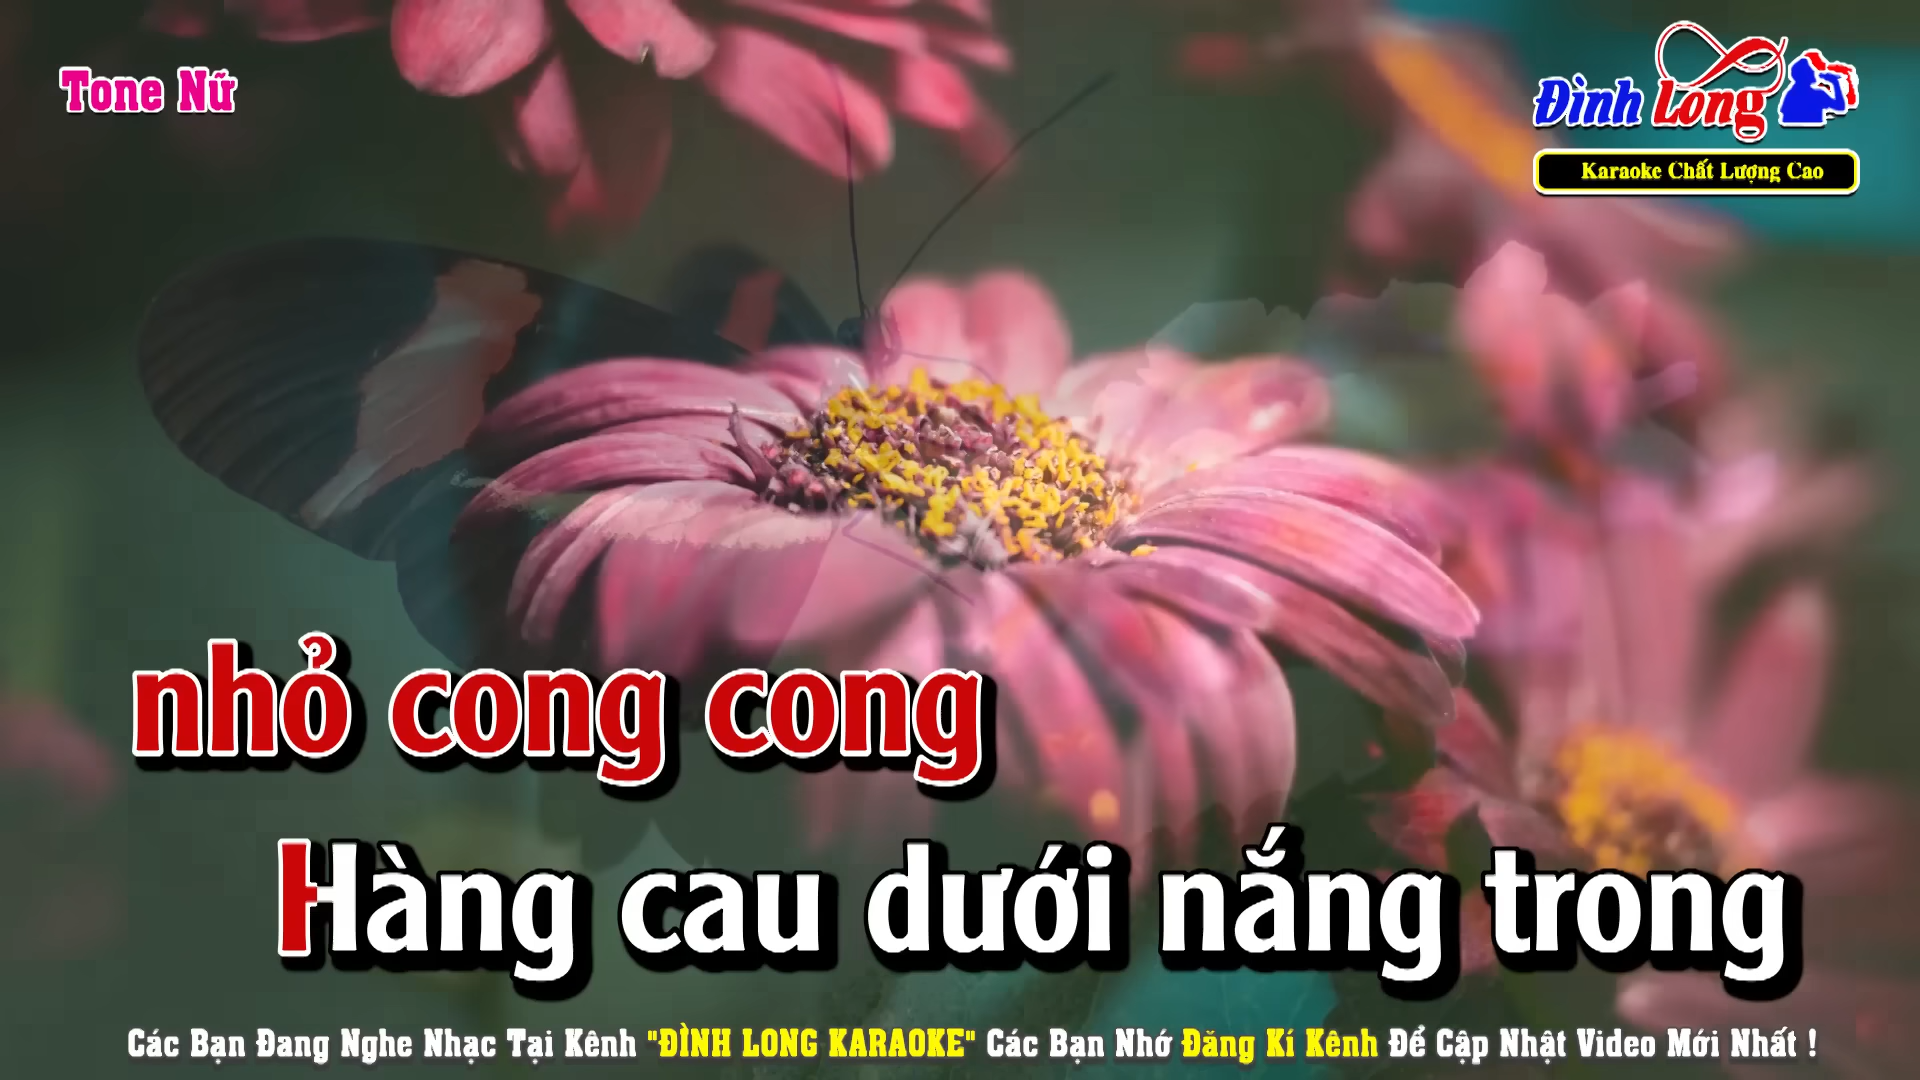 Tone Nữ
Đình Long
Karaoke Chất Lượng Cao
nhỏ cong cong
Hàng cau dưới nắng trong
Các Bạn Đang Nghe Nhạc Tại Kênh "ĐÌNH LONG KARAOKE" Các Bạn Nhớ Đăng Kí Kênh Để Cập Nhật Video Mới Nhất !